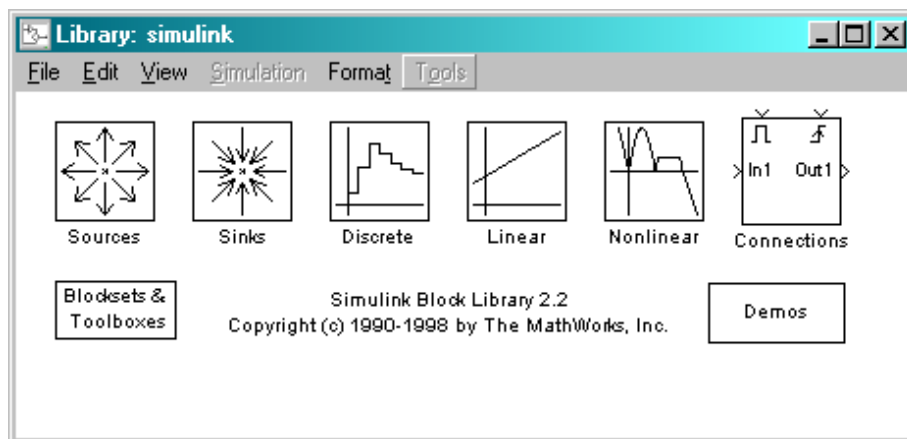 Library: simulink
File Edit View Simulation Format Tools
In1 Out1
Sources Sinks Discrete Linear Nonlinear Connections
Blocksets &
Toolboxes
Simulink Block Library 2.2
Copyright (c) 1990-1998 by The MathWorks, Inc.
Demos